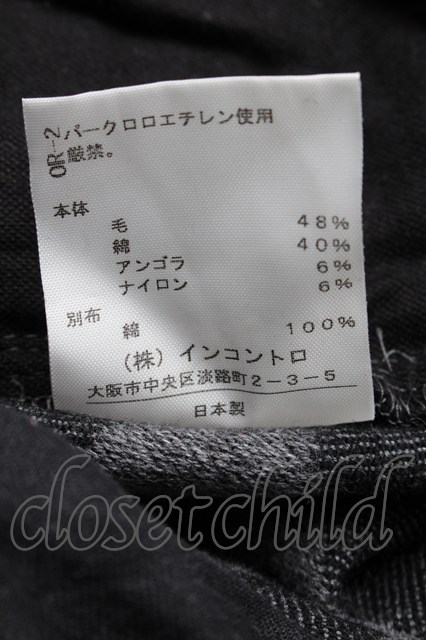 パークロロエチレン使用
厳禁。
OR-2
本体
毛 48%
綿 40%
アンゴラ 6%
ナイロン 6%
別布
綿 100%
(株)インコントロ
大阪市中央区淡路町2-3-5
日本製
closetchild